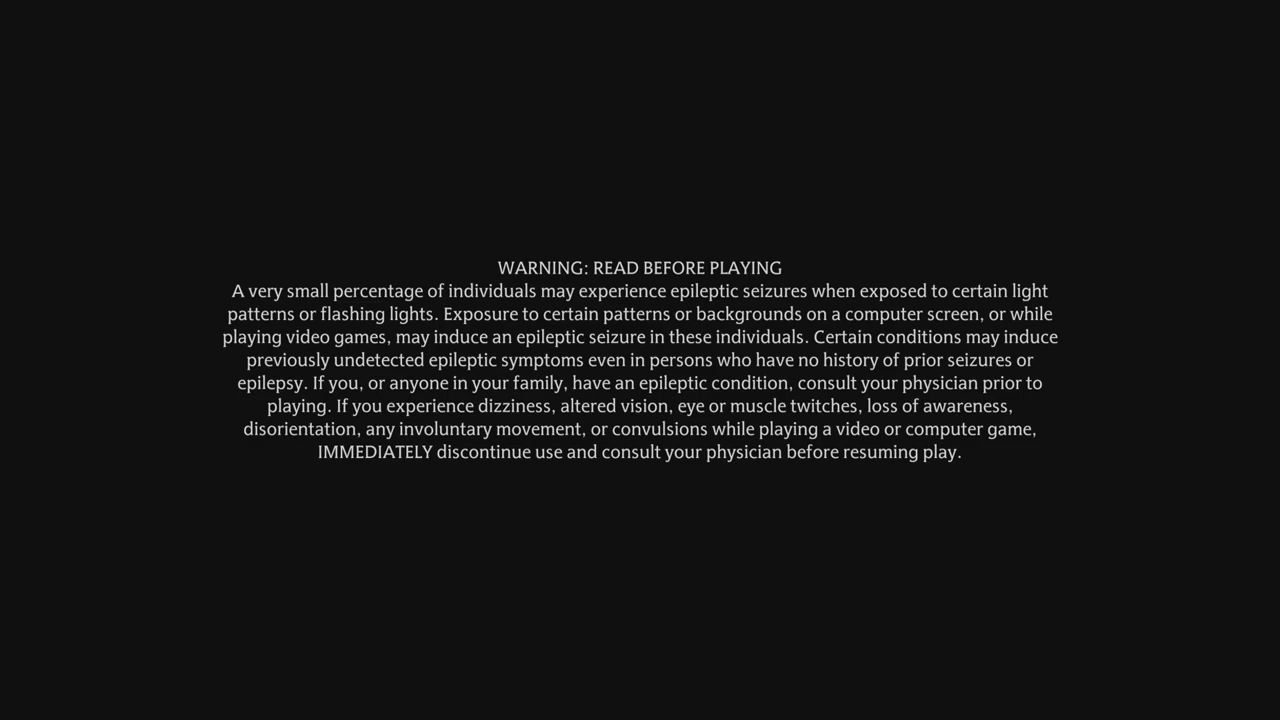 WARNING: READ BEFORE PLAYING
A very small percentage of individuals may experience epileptic seizures when exposed to certain light
patterns or flashing lights. Exposure to certain patterns or backgrounds on a computer screen, or while
playing video games, may induce an epileptic seizure in these individuals. Certain conditions may induce
previously undetected epileptic symptoms even in persons who have no history of prior seizures or
epilepsy. If you, or anyone in your family, have an epileptic condition, consult your physician prior to
playing. If you experience dizziness, altered vision, eye or muscle twitches, loss of awareness,
disorientation, any involuntary movement, or convulsions while playing a video or computer game,
IMMEDIATELY discontinue use and consult your physician before resuming play.